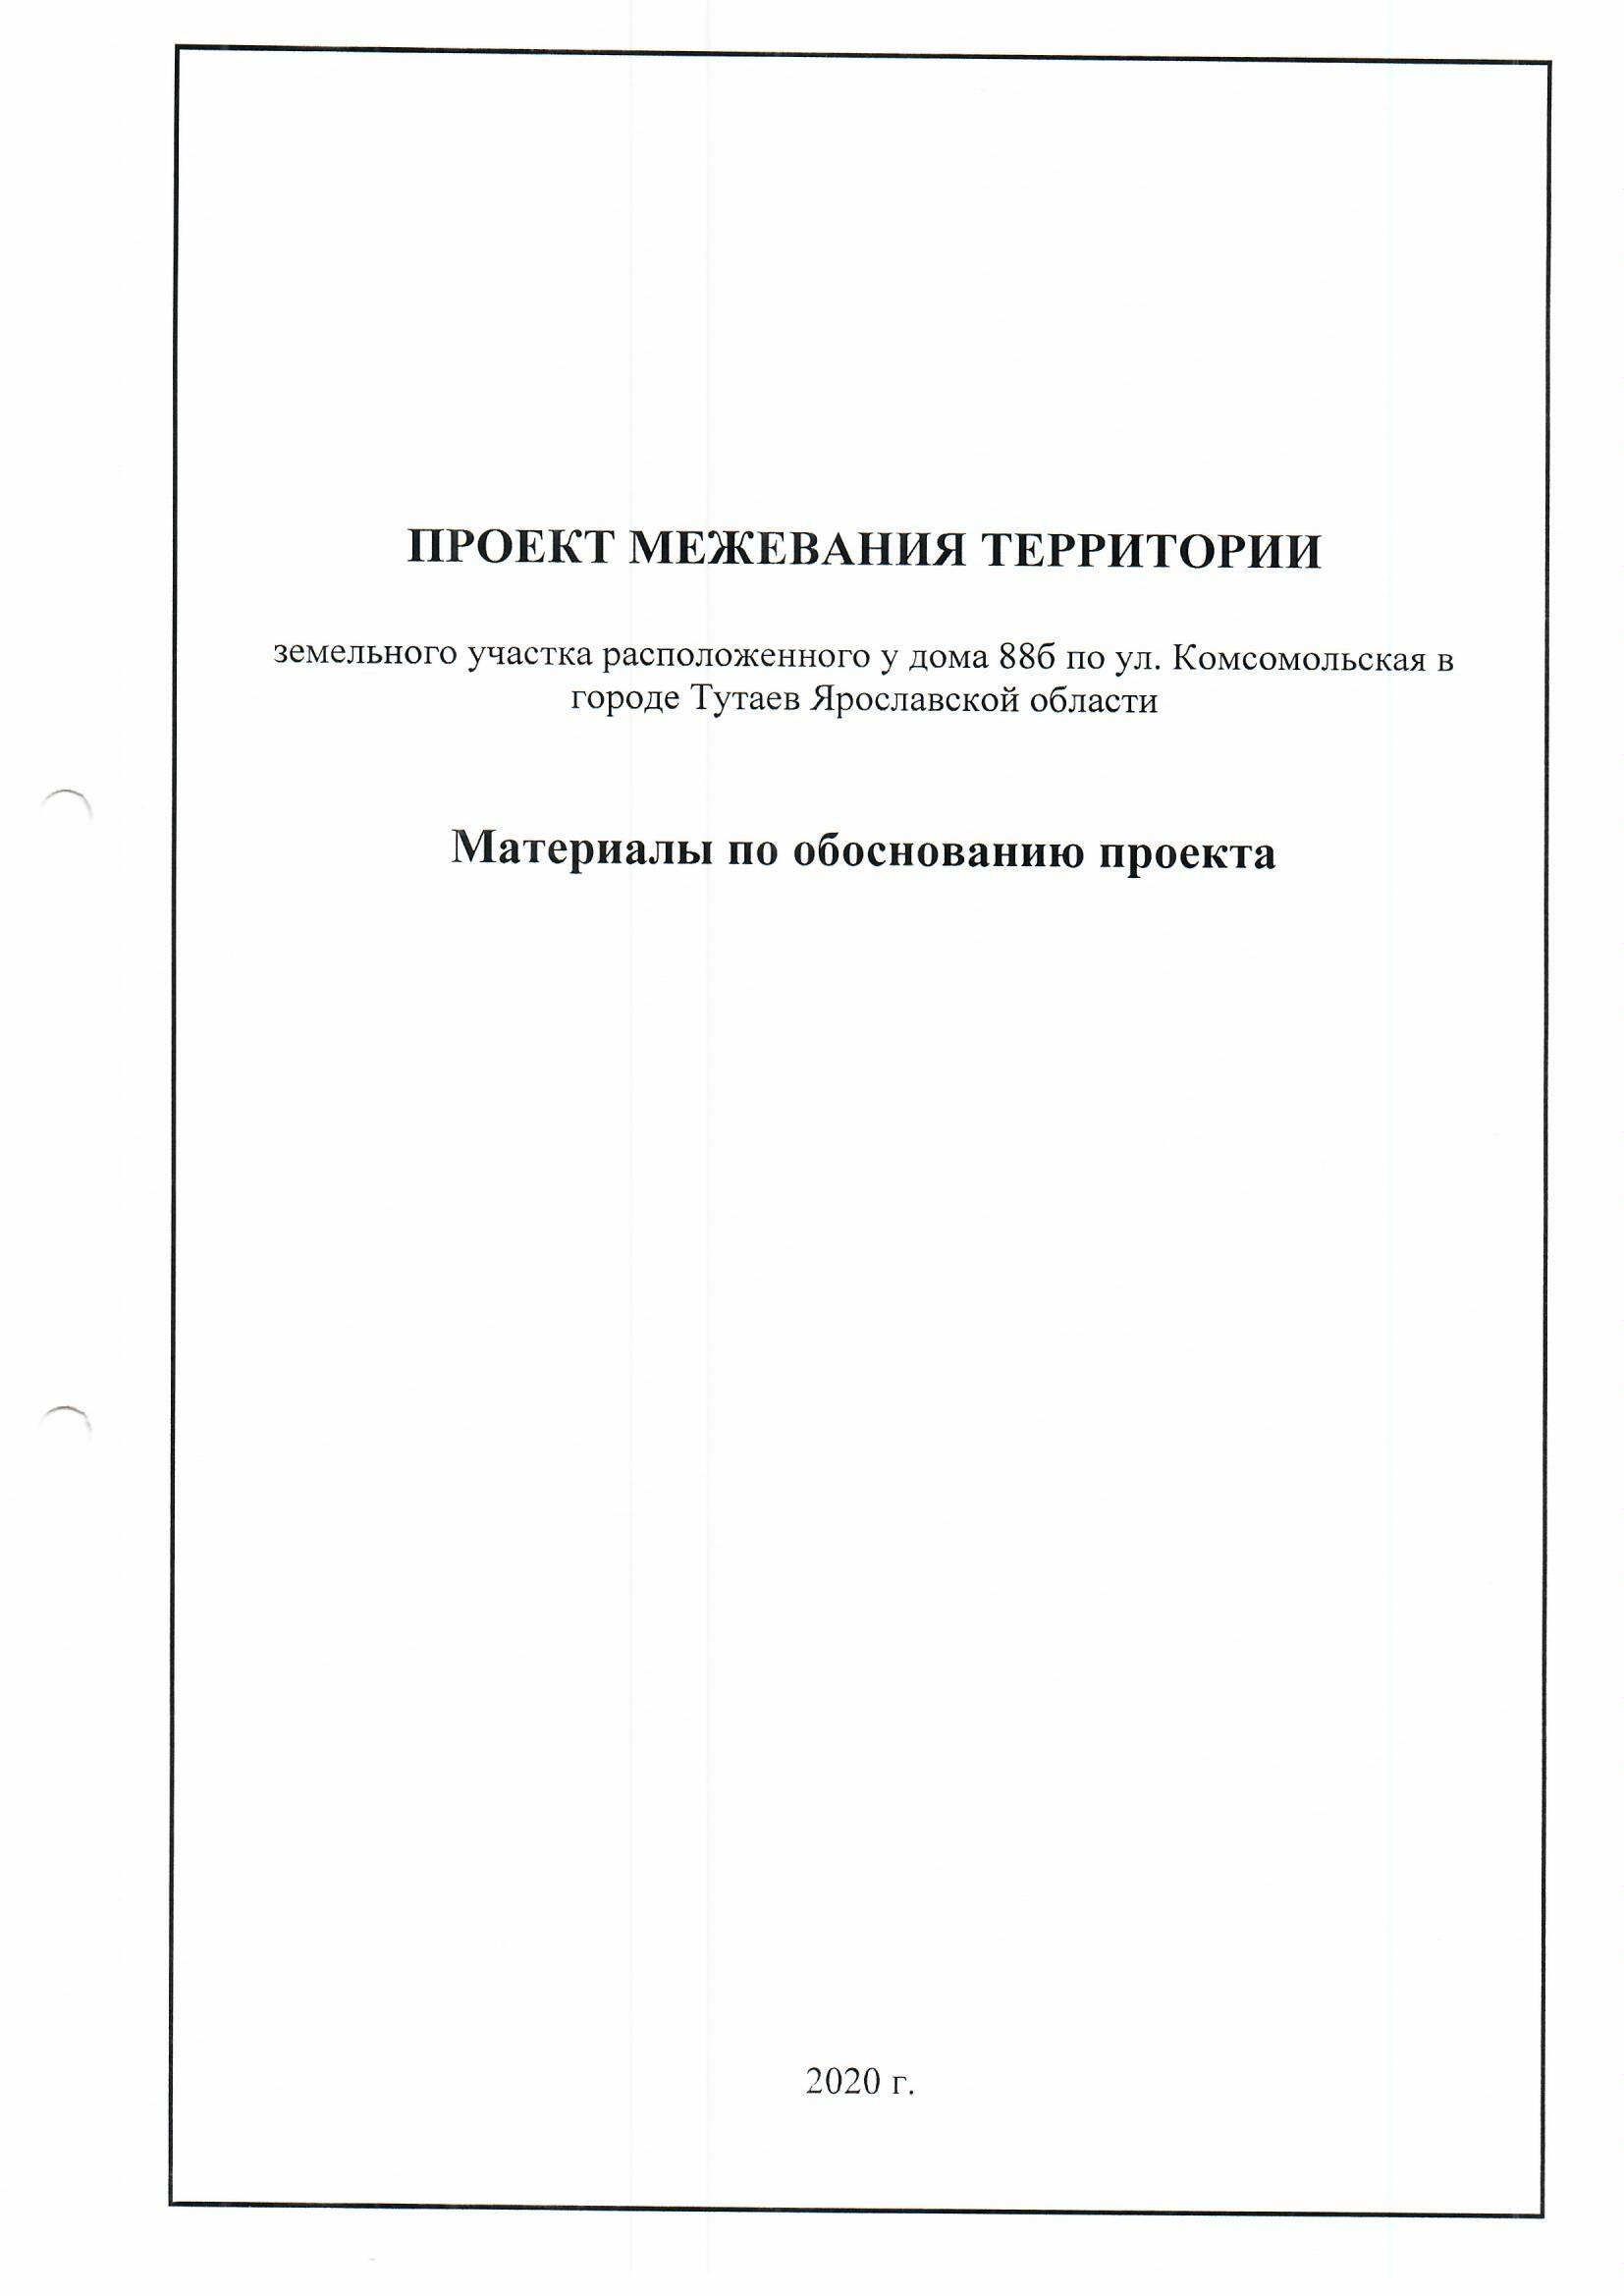 ПРОЕКТ МЕЖЕВАНИЯ ТЕРРИТОРИИ
земельного участка расположенного у дома 88б по ул. Комсомольская в
городе Тутаев Ярославской области
Материалы по обоснованию проекта
2020 г.